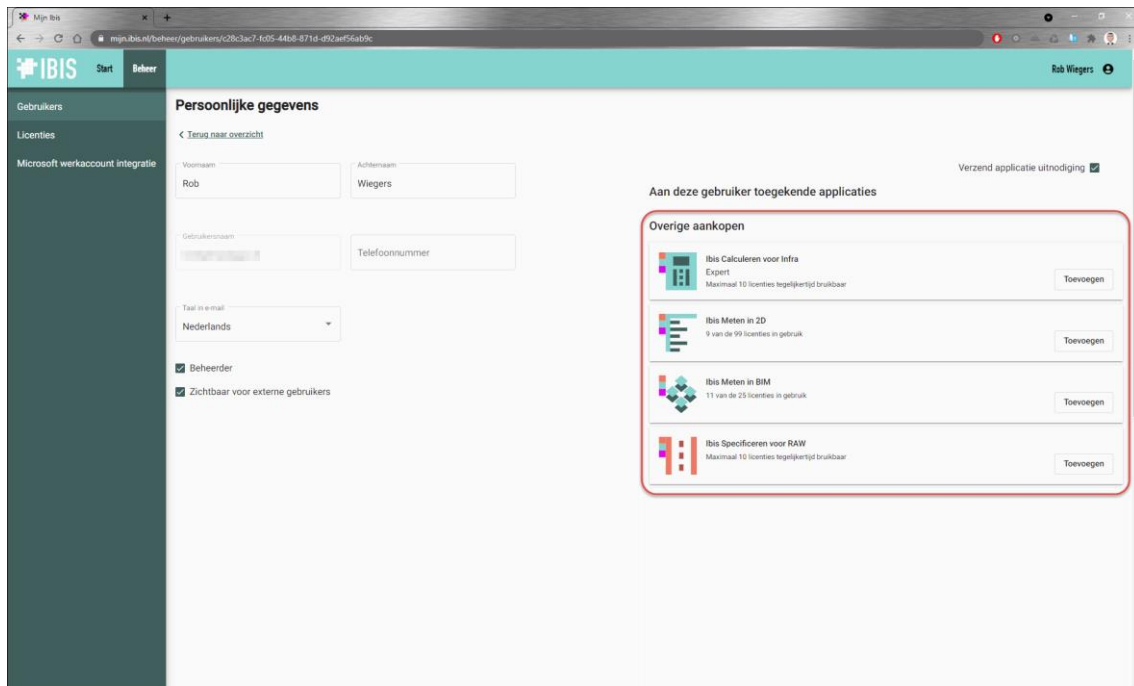 Mijn Ibis
mijn.ibis.nl/beheer/gebruikers/c28c3ac7-fc05-44b8-871d-d92aef56ab9c
IBIS
Start
Beheer
Rob Wiegers
Gebruikers
Licenties
Microsoft werkaccount integratie
Persoonlijke gegevens
Terug naar overzicht
Voornaam
Rob
Achternaam
Wiegers
Gebruikersnaam
Telefoonnummer
Taal in e-mail
Nederlands
Beheerder
Zichtbaar voor externe gebruikers
Verzend applicatie uitnodiging
Aan deze gebruiker toegekende applicaties
Overige aankopen
Ibis Calculeren voor Infra
Expert
Maximaal 10 licenties tegelijkertijd bruikbaar
Toevoegen
Ibis Meten in 2D
9 van de 99 licenties in gebruik
Toevoegen
Ibis Meten in BIM
11 van de 25 licenties in gebruik
Toevoegen
Ibis Specificeren voor RAW
Maximaal 10 licenties tegelijkertijd bruikbaar
Toevoegen